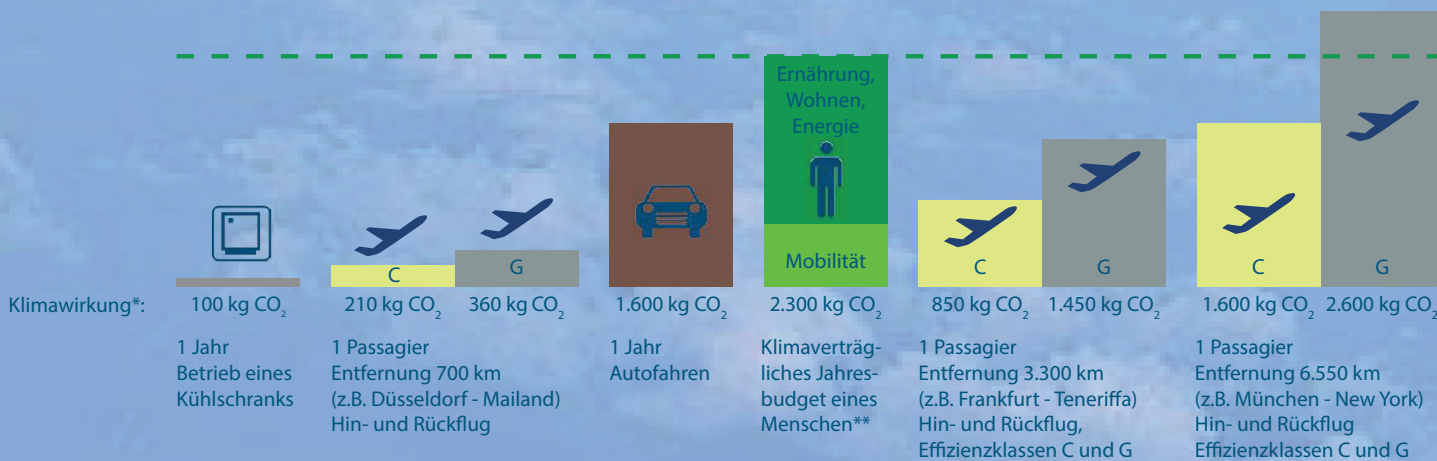 Ernährung,
Wohnen,
Energie
Mobilität
C
G
C
G
C
G
Klimawirkung*:
100 kg CO₂
210 kg CO₂
360 kg CO₂
1.600 kg CO₂
2.300 kg CO₂
850 kg CO₂
1.450 kg CO₂
1.600 kg CO₂
2.600 kg CO₂
1 Jahr
Betrieb eines
Kühlschranks
1 Passagier
Entfernung 700 km
(z.B. Düsseldorf - Mailand)
Hin- und Rückflug
1 Jahr
Autofahren
Klimaverträg-
liches Jahres-
budget eines
Menschen**
1 Passagier
Entfernung 3.300 km
(z.B. Frankfurt - Teneriffa)
Hin- und Rückflug,
Effizienzklassen C und G
1 Passagier
Entfernung 6.550 km
(z.B. München - New York)
Hin- und Rückflug
Effizienzklassen C und G